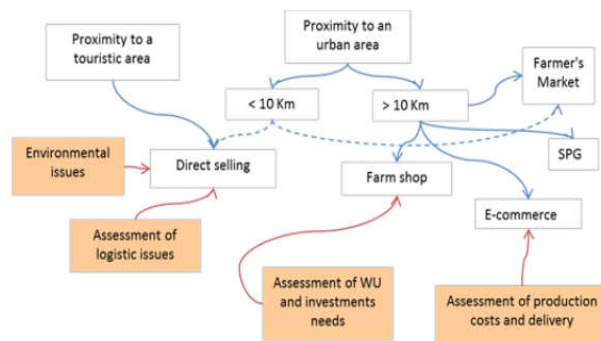 Proximity to a
touristic area
Proximity to an
urban area
Farmer's
Market
< 10 Km
> 10 Km
Environmental
issues
Direct selling
Farm shop
SPG
E-commerce
Assessment of
logistic issues
Assessment of WU
and investments
needs
Assessment of production
costs and delivery